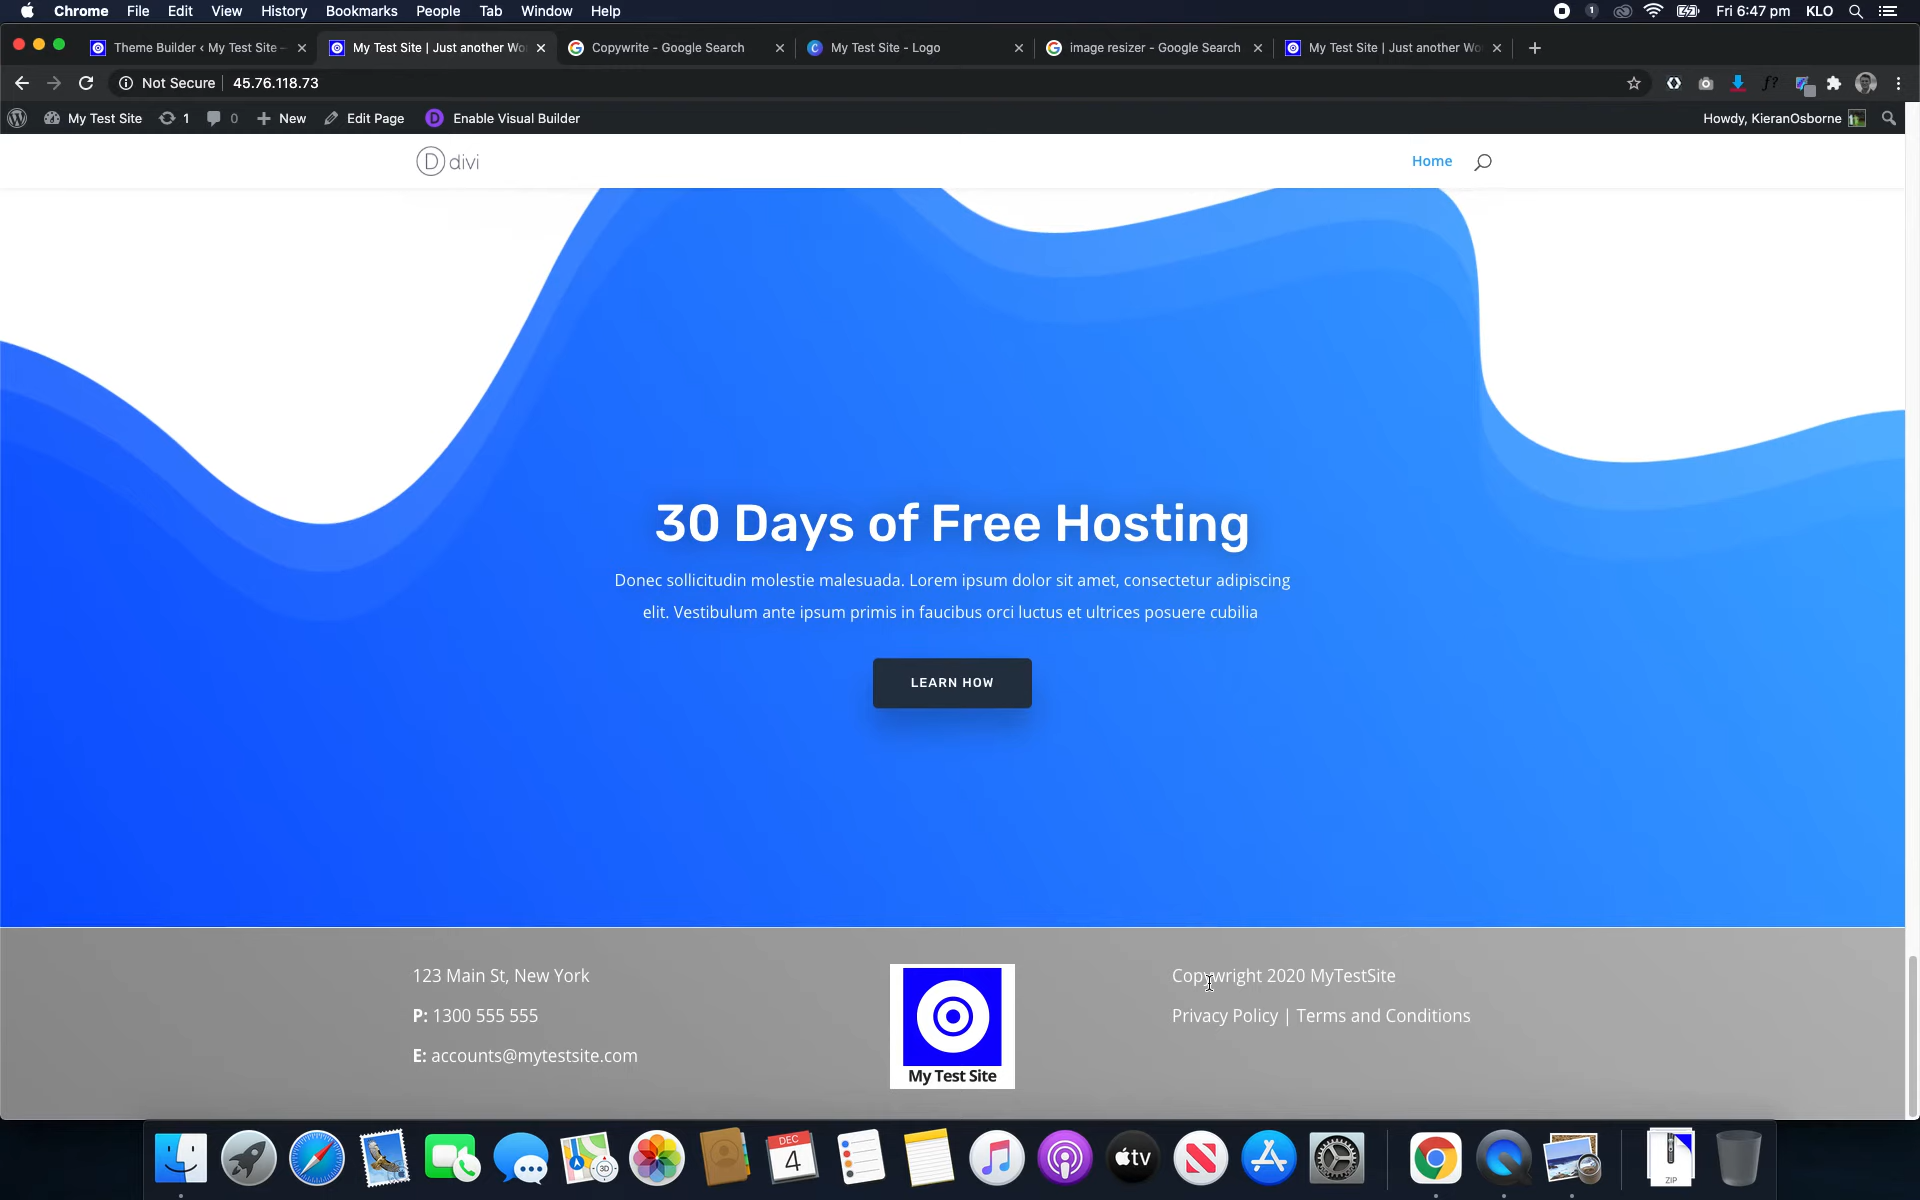 Chrome File Edit View History Bookmarks People Tab Window Help
1 Fri 6:47 pm KLO
Theme Builder ‹ My Test Site –
My Test Site | Just another Wo
Copywrite - Google Search
My Test Site - Logo
image resizer - Google Search
My Test Site | Just another Wo
Not Secure 45.76.118.73
f?
My Test Site 1 0 New Edit Page Enable Visual Builder
Howdy, KieranOsborne
D divi
Home
30 Days of Free Hosting
Donec sollicitudin molestie malesuada. Lorem ipsum dolor sit amet, consectetur adipiscing
elit. Vestibulum ante ipsum primis in faucibus orci luctus et ultrices posuere cubilia
LEARN HOW
123 Main St, New York
P: 1300 555 555
E: accounts@mytestsite.com
My Test Site
Copywright 2020 MyTestSite
Privacy Policy | Terms and Conditions
3D
DEC
4
tv
ZIP